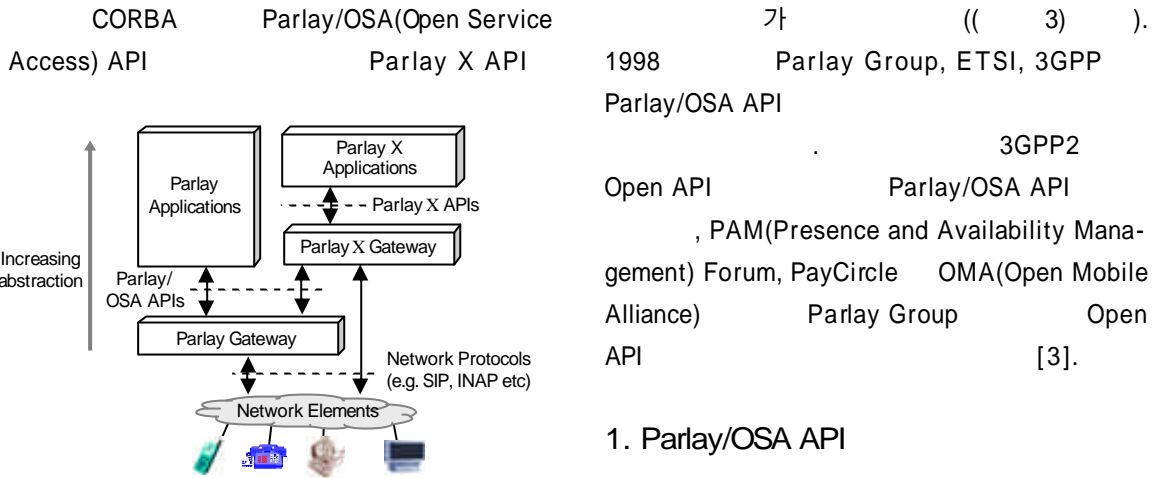 CORBA Parlay/OSA(Open Service
Access) API Parlay X API
Parlay
Applications
Parlay X
Applications
Parlay X APIs
Parlay X Gateway
Increasing
abstraction
Parlay/
OSA APIs
Parlay Gateway
Network Protocols
(e.g. SIP, INAP etc)
Network Elements
가 (( 3) ).
1998 Parlay Group, ETSI, 3GPP
Parlay/OSA API
. 3GPP2
Open API Parlay/OSA API
, PAM(Presence and Availability Mana-
gement) Forum, PayCircle OMA(Open Mobile
Alliance) Parlay Group Open
API [3].
1. Parlay/OSA API